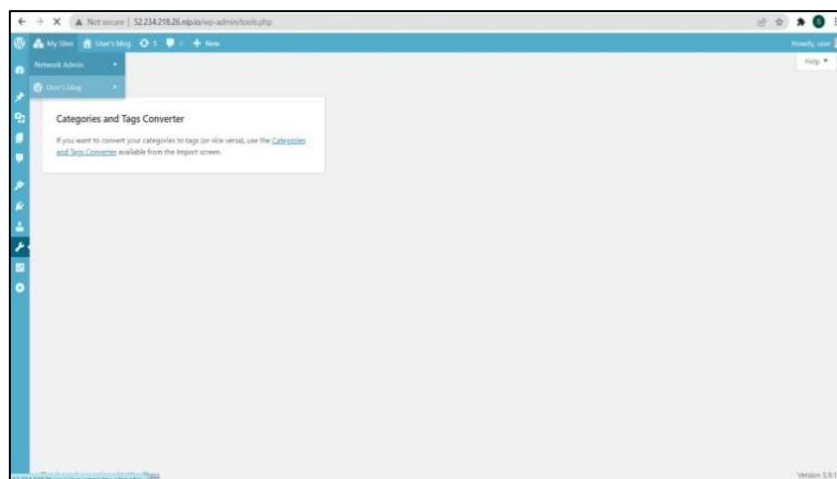 Not secure | 52.234.218.26.nip.io/wp-admin/tools.php
My Sites User's blog 5 + New Howdy, user
Network Admin
Help
User's blog
Categories and Tags Converter
If you want to convert your categories to tags (or vice versa), use the Categories
and Tags Converter available from the Import screen.
Version 5.9.1